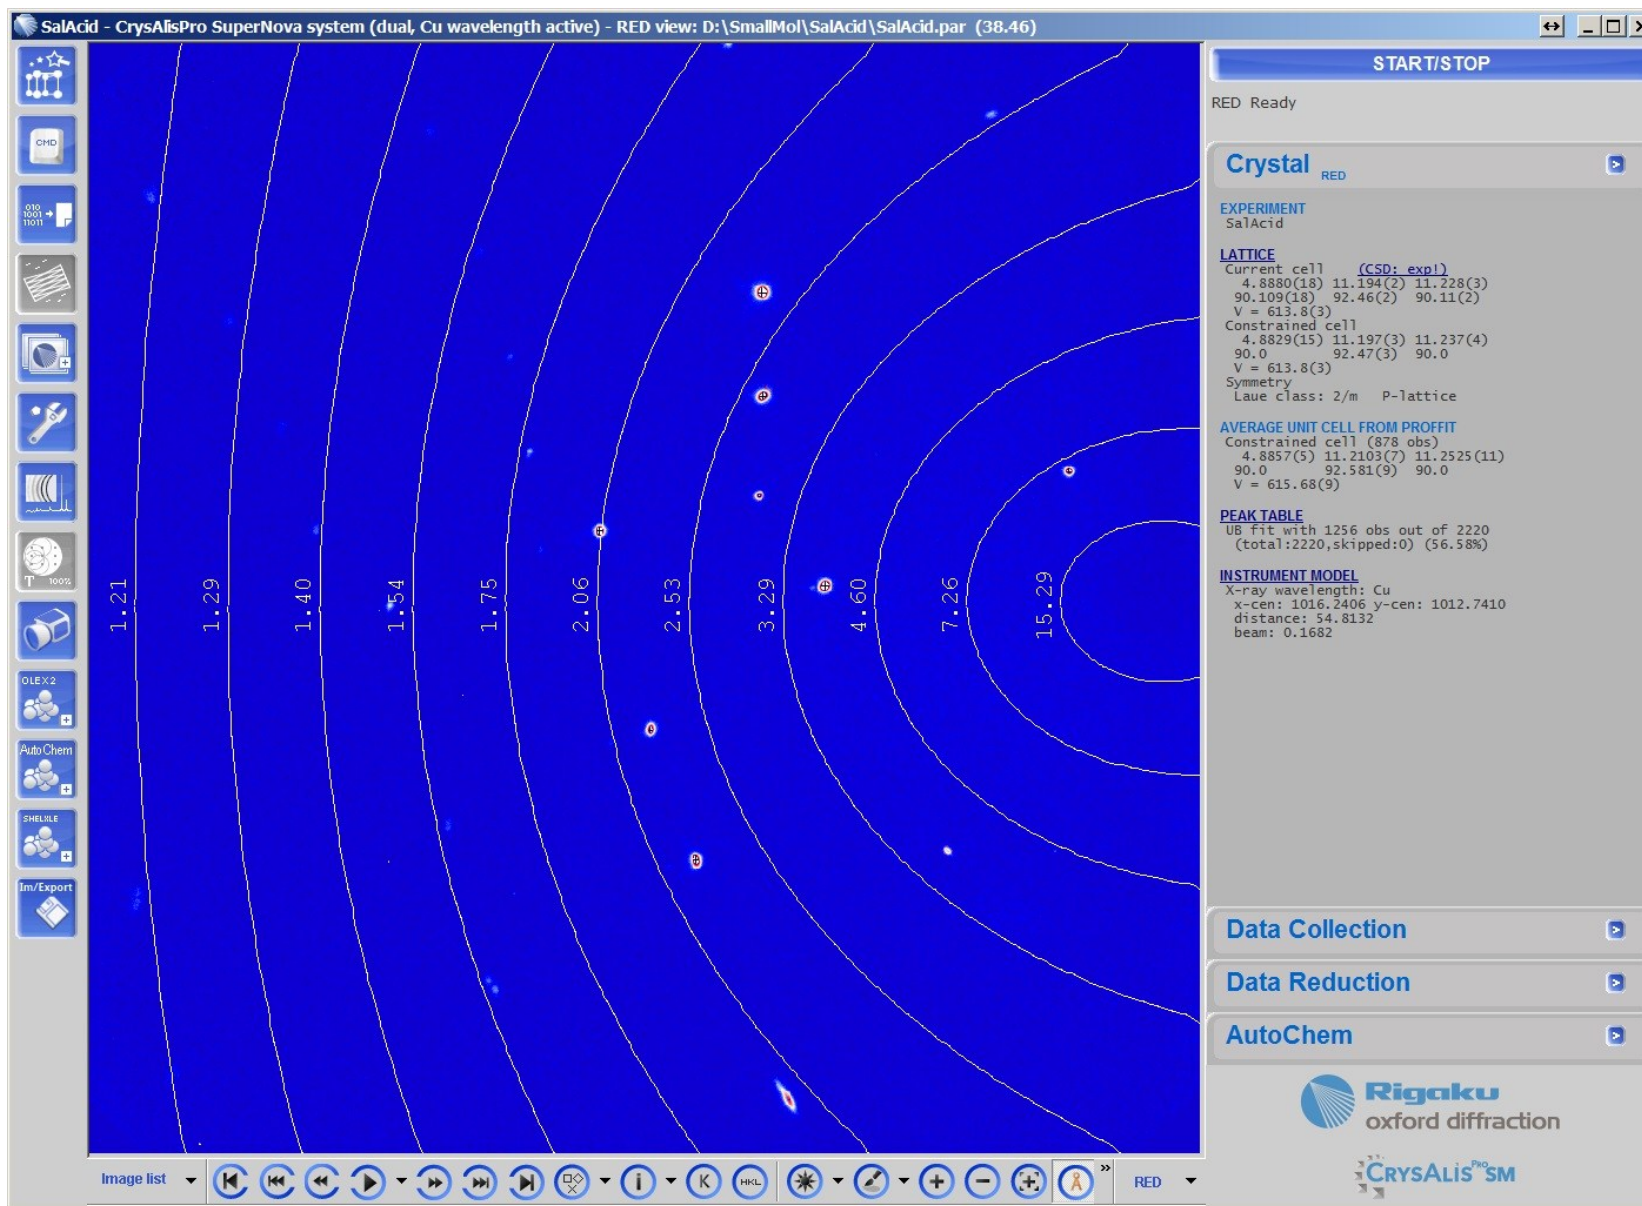 SalAcid - CrysAlisPro SuperNova system (dual, Cu wavelength active) - RED view: D:\SmallMol\SalAcid\SalAcid.par (38.46)
CMD
010
1001
11011
T 100%
OLEX2
AutoChem
SHELXLE
Im/Export
1.21
1.29
1.40
1.54
1.75
2.06
2.53
3.29
4.60
7.26
15.29
Image list
i
K
HKL
RED
START/STOP
RED Ready
Crystal RED
EXPERIMENT
SalAcid
LATTICE
Current cell (CSD: exp!)
4.8880(18) 11.194(2) 11.228(3)
90.109(18) 92.46(2) 90.11(2)
V = 613.8(3)
Constrained cell
4.8829(15) 11.197(3) 11.237(4)
90.0 92.47(3) 90.0
V = 613.8(3)
Symmetry
Laue class: 2/m P-lattice
AVERAGE UNIT CELL FROM PROFFIT
Constrained cell (878 obs)
4.8857(5) 11.2103(7) 11.2525(11)
90.0 92.581(9) 90.0
V = 615.68(9)
PEAK TABLE
UB fit with 1256 obs out of 2220
(total:2220,skipped:0) (56.58%)
INSTRUMENT MODEL
X-ray wavelength: Cu
x-cen: 1016.2406 y-cen: 1012.7410
distance: 54.8132
beam: 0.1682
Data Collection
Data Reduction
AutoChem
Rigaku
oxford diffraction
CRYSALIS PRO SM